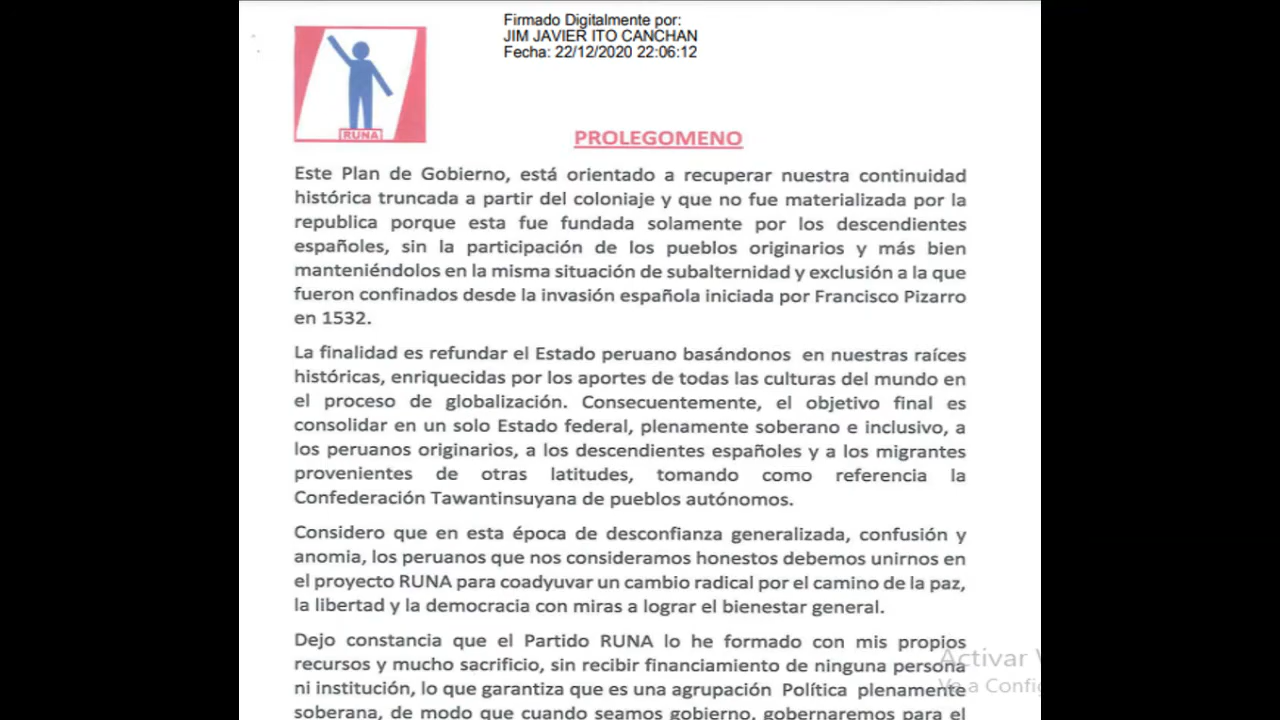 Firmado Digitalmente por:
JIM JAVIER ITO CANCHAN
Fecha: 22/12/2020 22:06:12
RUNA
PROLEGOMENO
Este Plan de Gobierno, está orientado a recuperar nuestra continuidad
histórica truncada a partir del coloniaje y que no fue materializada por la
republica porque esta fue fundada solamente por los descendientes
españoles, sin la participación de los pueblos originarios y más bien
manteniéndolos en la misma situación de subalternidad y exclusión a la que
fueron confinados desde la invasión española iniciada por Francisco Pizarro
en 1532.
La finalidad es refundar el Estado peruano basándonos en nuestras raíces
históricas, enriquecidas por los aportes de todas las culturas del mundo en
el proceso de globalización. Consecuentemente, el objetivo final es
consolidar en un solo Estado federal, plenamente soberano e inclusivo, a
los peruanos originarios, a los descendientes españoles y a los migrantes
provenientes de otras latitudes, tomando como referencia la
Confederación Tawantinsuyana de pueblos autónomos.
Considero que en esta época de desconfianza generalizada, confusión y
anomia, los peruanos que nos consideramos honestos debemos unirnos en
el proyecto RUNA para coadyuvar un cambio radical por el camino de la paz,
la libertad y la democracia con miras a lograr el bienestar general.
Dejo constancia que el Partido RUNA lo he formado con mis propios
recursos y mucho sacrificio, sin recibir financiamiento de ninguna persona
ni institución, lo que garantiza que es una agrupación Política plenamente
soberana, de modo que cuando seamos gobierno, gobernaremos para el
Activar
Ve a Confi